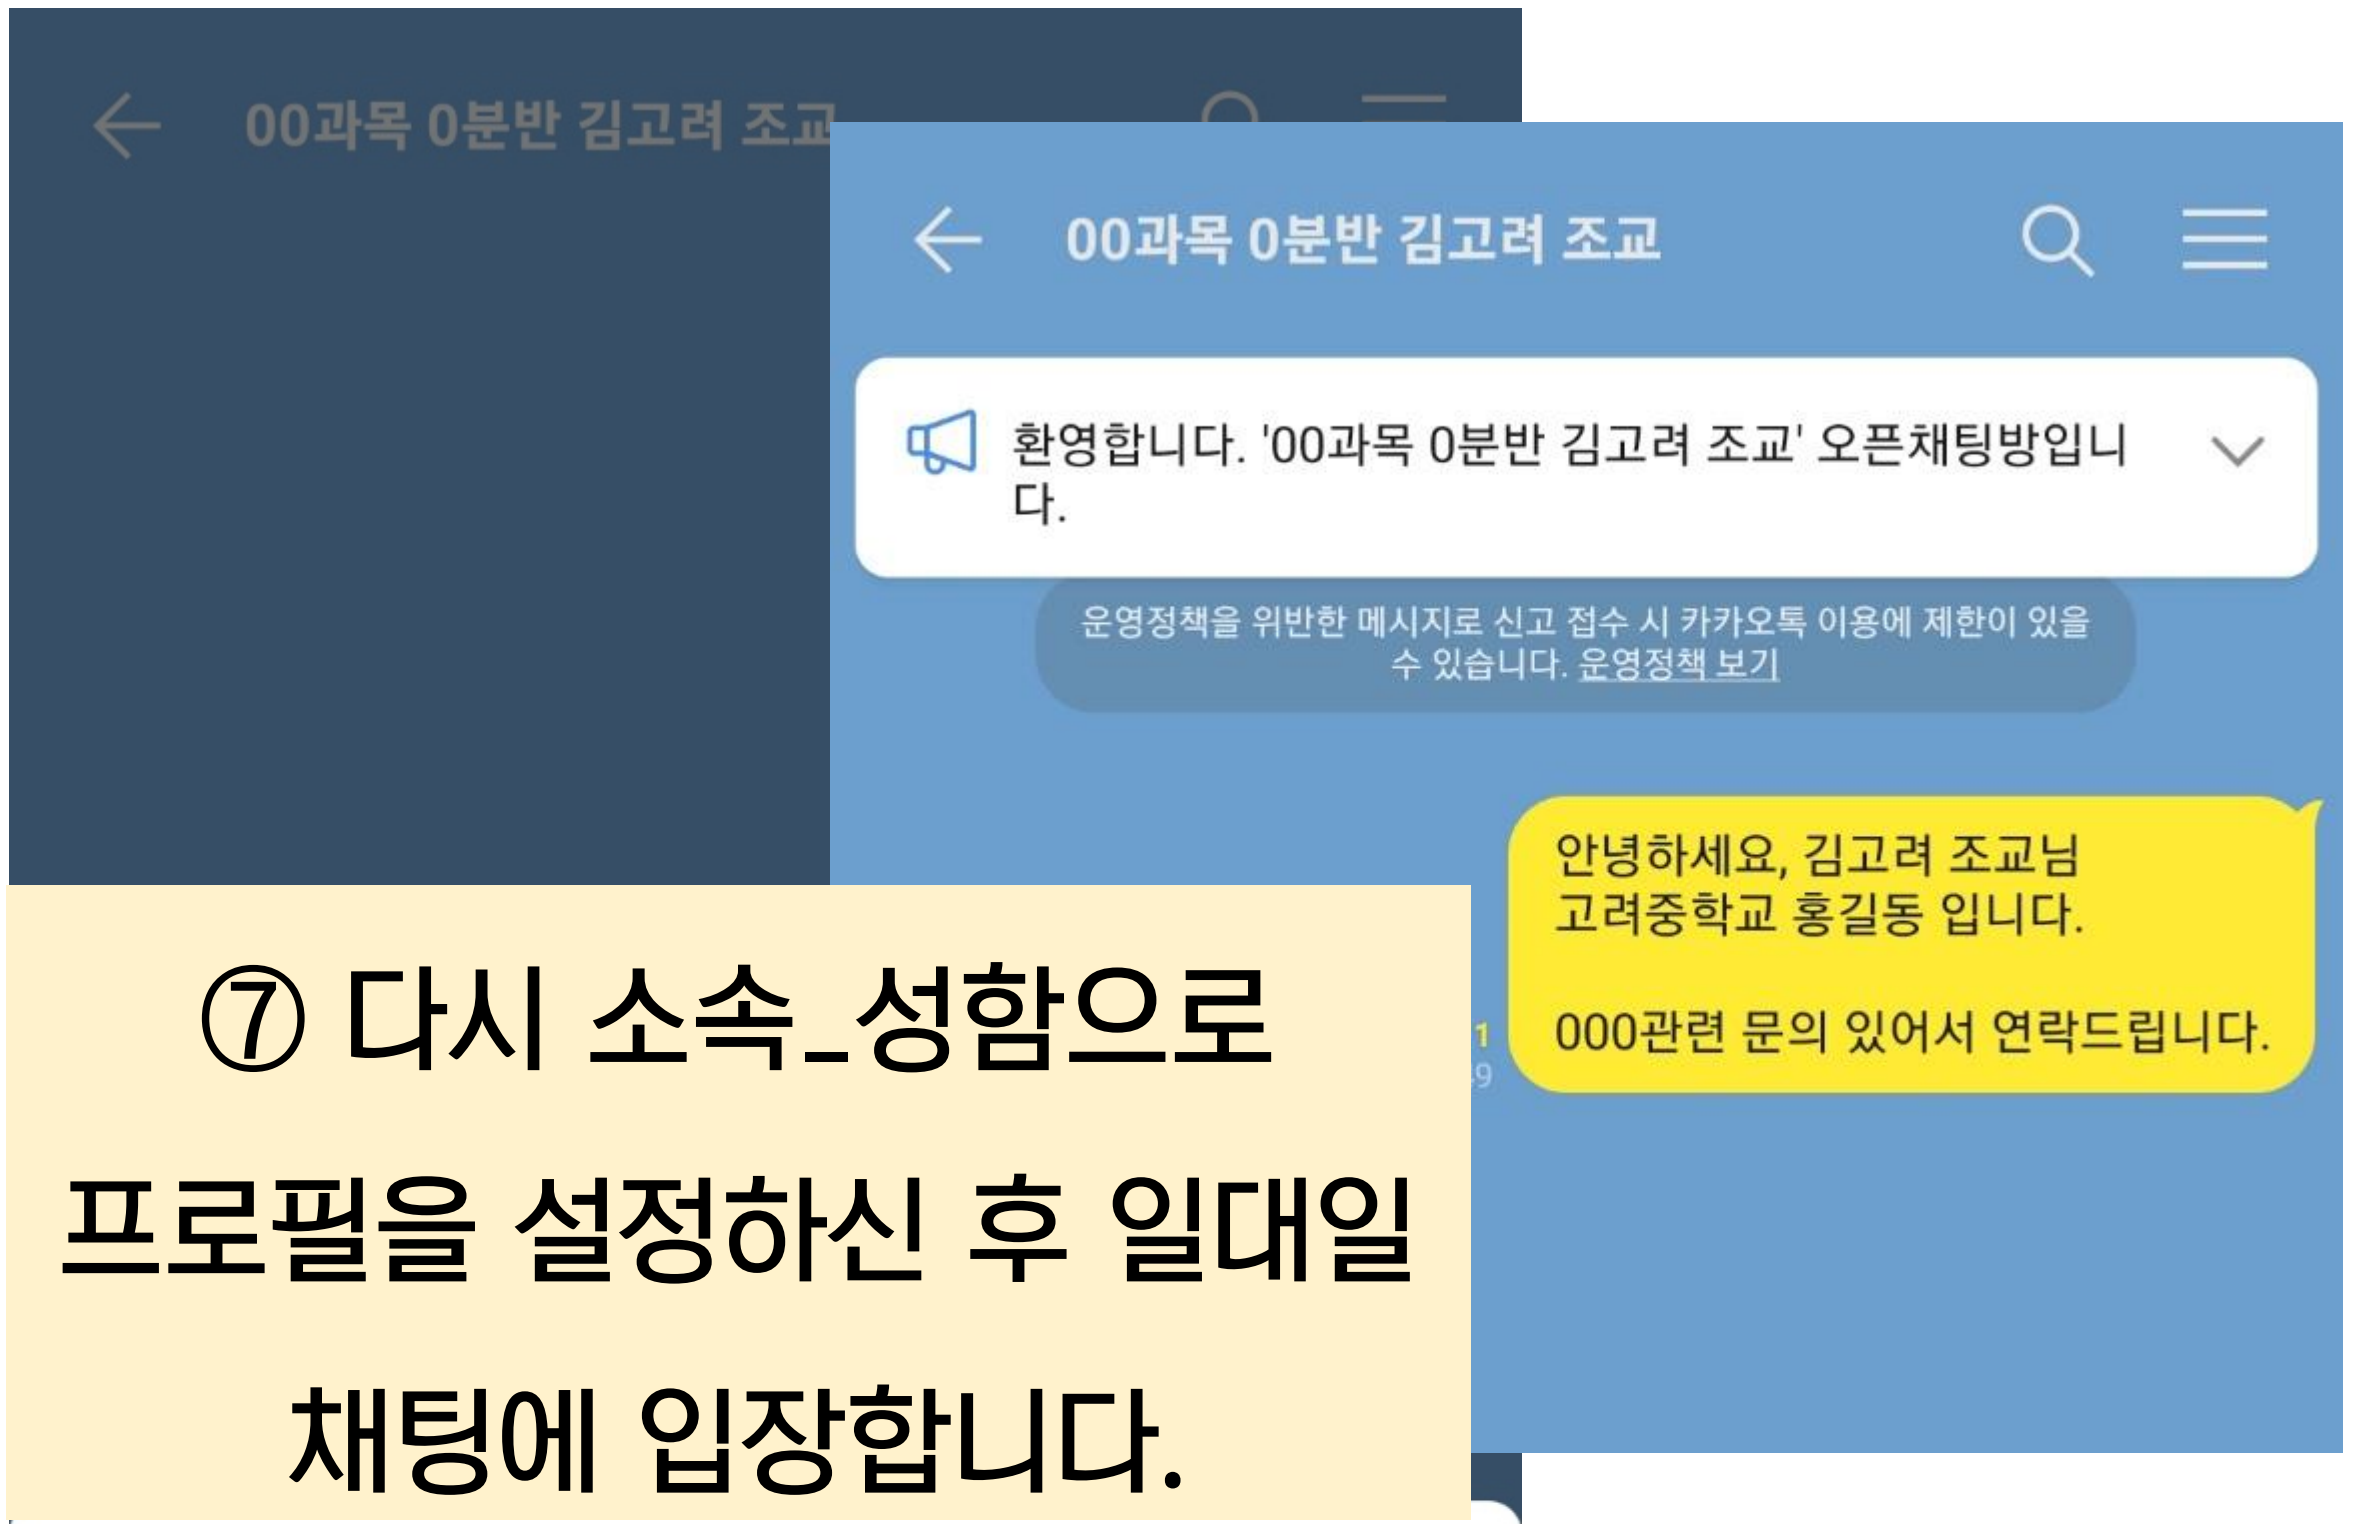 00과목 0분반 김고려 조교
00과목 0분반 김고려 조교
환영합니다. '00과목 0분반 김고려 조교' 오픈채팅방입니
다.
운영정책을 위반한 메시지로 신고 접수 시 카카오톡 이용에 제한이 있을
수 있습니다. 운영정책 보기
안녕하세요, 김고려 조교님
고려중학교 홍길동 입니다.
000관련 문의 있어서 연락드립니다.
1
⑦ 다시 소속_성함으로
프로필을 설정하신 후 일대일
채팅에 입장합니다.